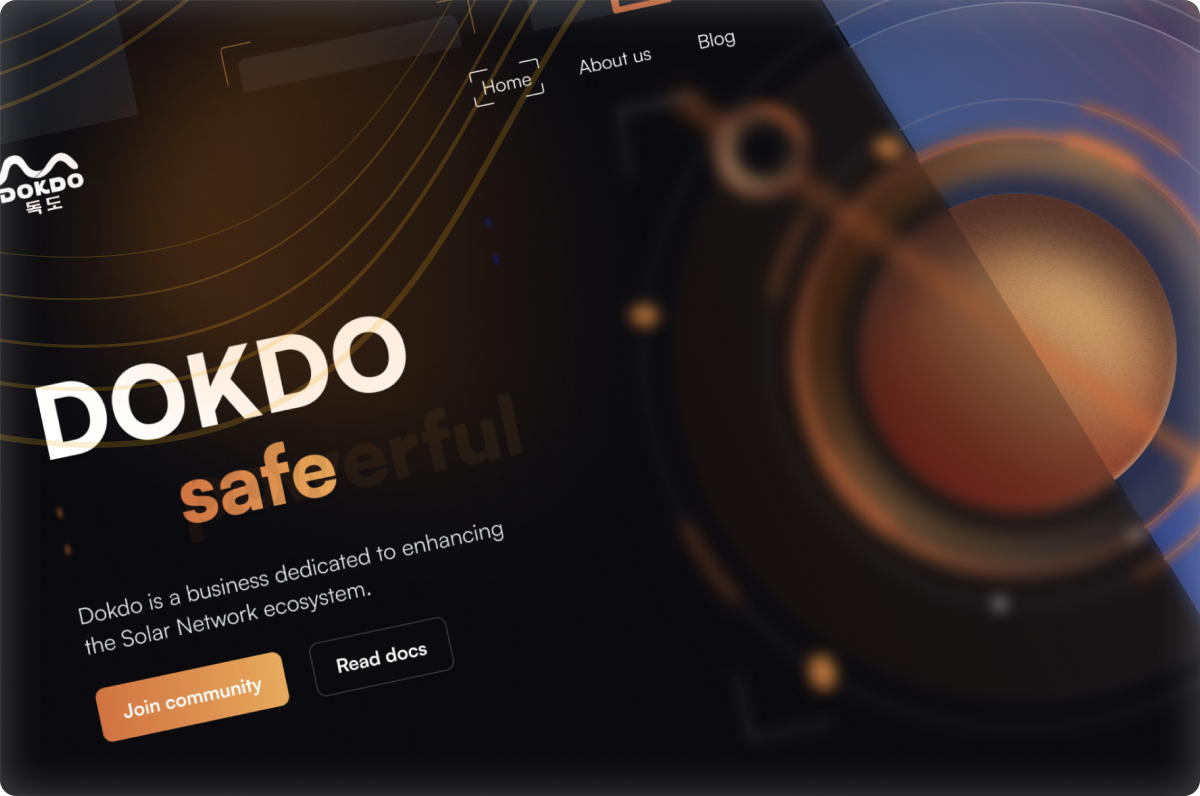 Home
About us
Blog
DOKDO
독도
DOKDO
safe
Dokdo is a business dedicated to enhancing
the Solar Network ecosystem.
Join community
Read docs